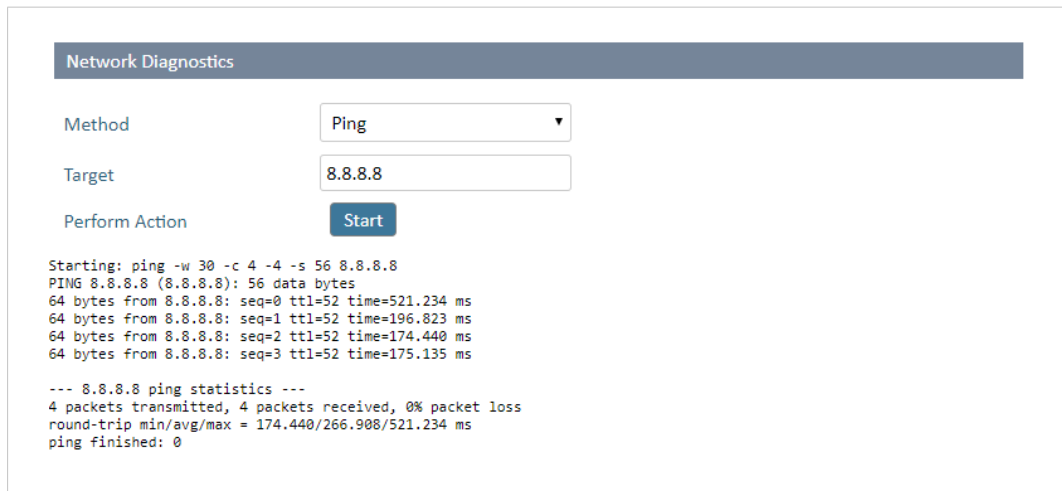 Network Diagnostics
Method Ping
Target 8.8.8.8
Perform Action Start
Starting: ping -w 30 -c 4 -4 -s 56 8.8.8.8
PING 8.8.8.8 (8.8.8.8): 56 data bytes
64 bytes from 8.8.8.8: seq=0 ttl=52 time=521.234 ms
64 bytes from 8.8.8.8: seq=1 ttl=52 time=196.823 ms
64 bytes from 8.8.8.8: seq=2 ttl=52 time=174.440 ms
64 bytes from 8.8.8.8: seq=3 ttl=52 time=175.135 ms
--- 8.8.8.8 ping statistics ---
4 packets transmitted, 4 packets received, 0% packet loss
round-trip min/avg/max = 174.440/266.908/521.234 ms
ping finished: 0